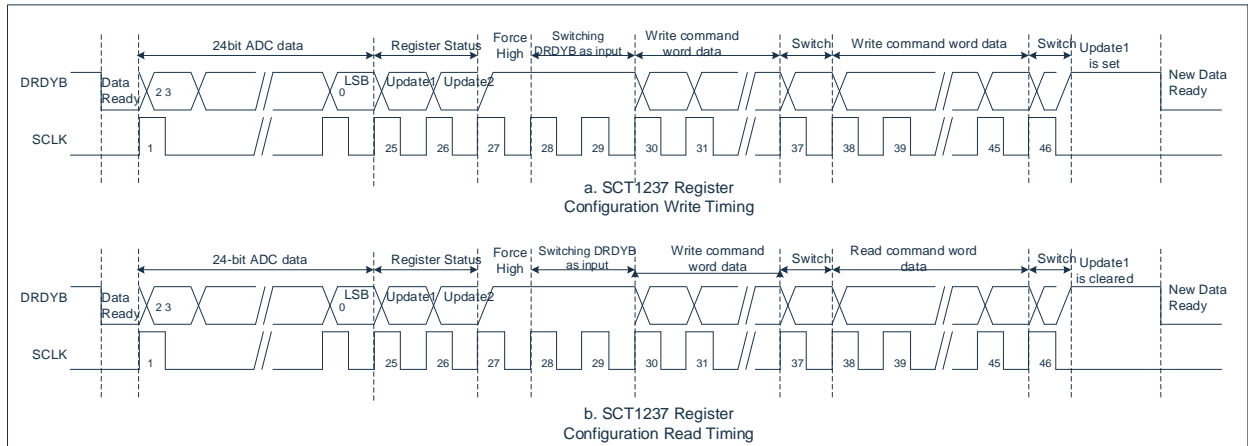 24bit ADC data
Register Status
Force
High
Switching
DRDYB as input
Write command
word data
Switch
Write command word data
Switch
Update1
is set
DRDYB
Data
Ready
2 3
LSB
0
Update1
Update2
New Data
Ready
SCLK
1
25
26
27
28
29
30
31
37
38
39
45
46
a. SCT1237 Register
Configuration Write Timing
24-bit ADC data
Register Status
Force
High
Switching DRDYB
as input
Write command
word data
Switch
Read command word
data
Switch
Update1
is cleared
DRDYB
Data
Ready
2 3
LSB
0
Update1
Update2
New Data
Ready
SCLK
1
25
26
27
28
29
30
31
37
38
39
45
46
b. SCT1237 Register
Configuration Read Timing